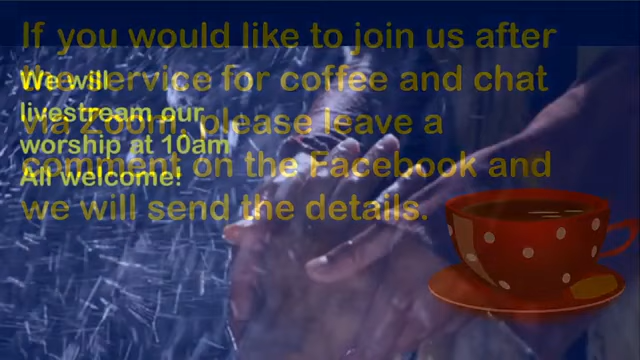 If you would like to join us after
the service for coffee and chat
via Zoom, please leave a
comment on the Facebook and
we will send the details.
We will
livestream our
worship at 10am
All welcome!